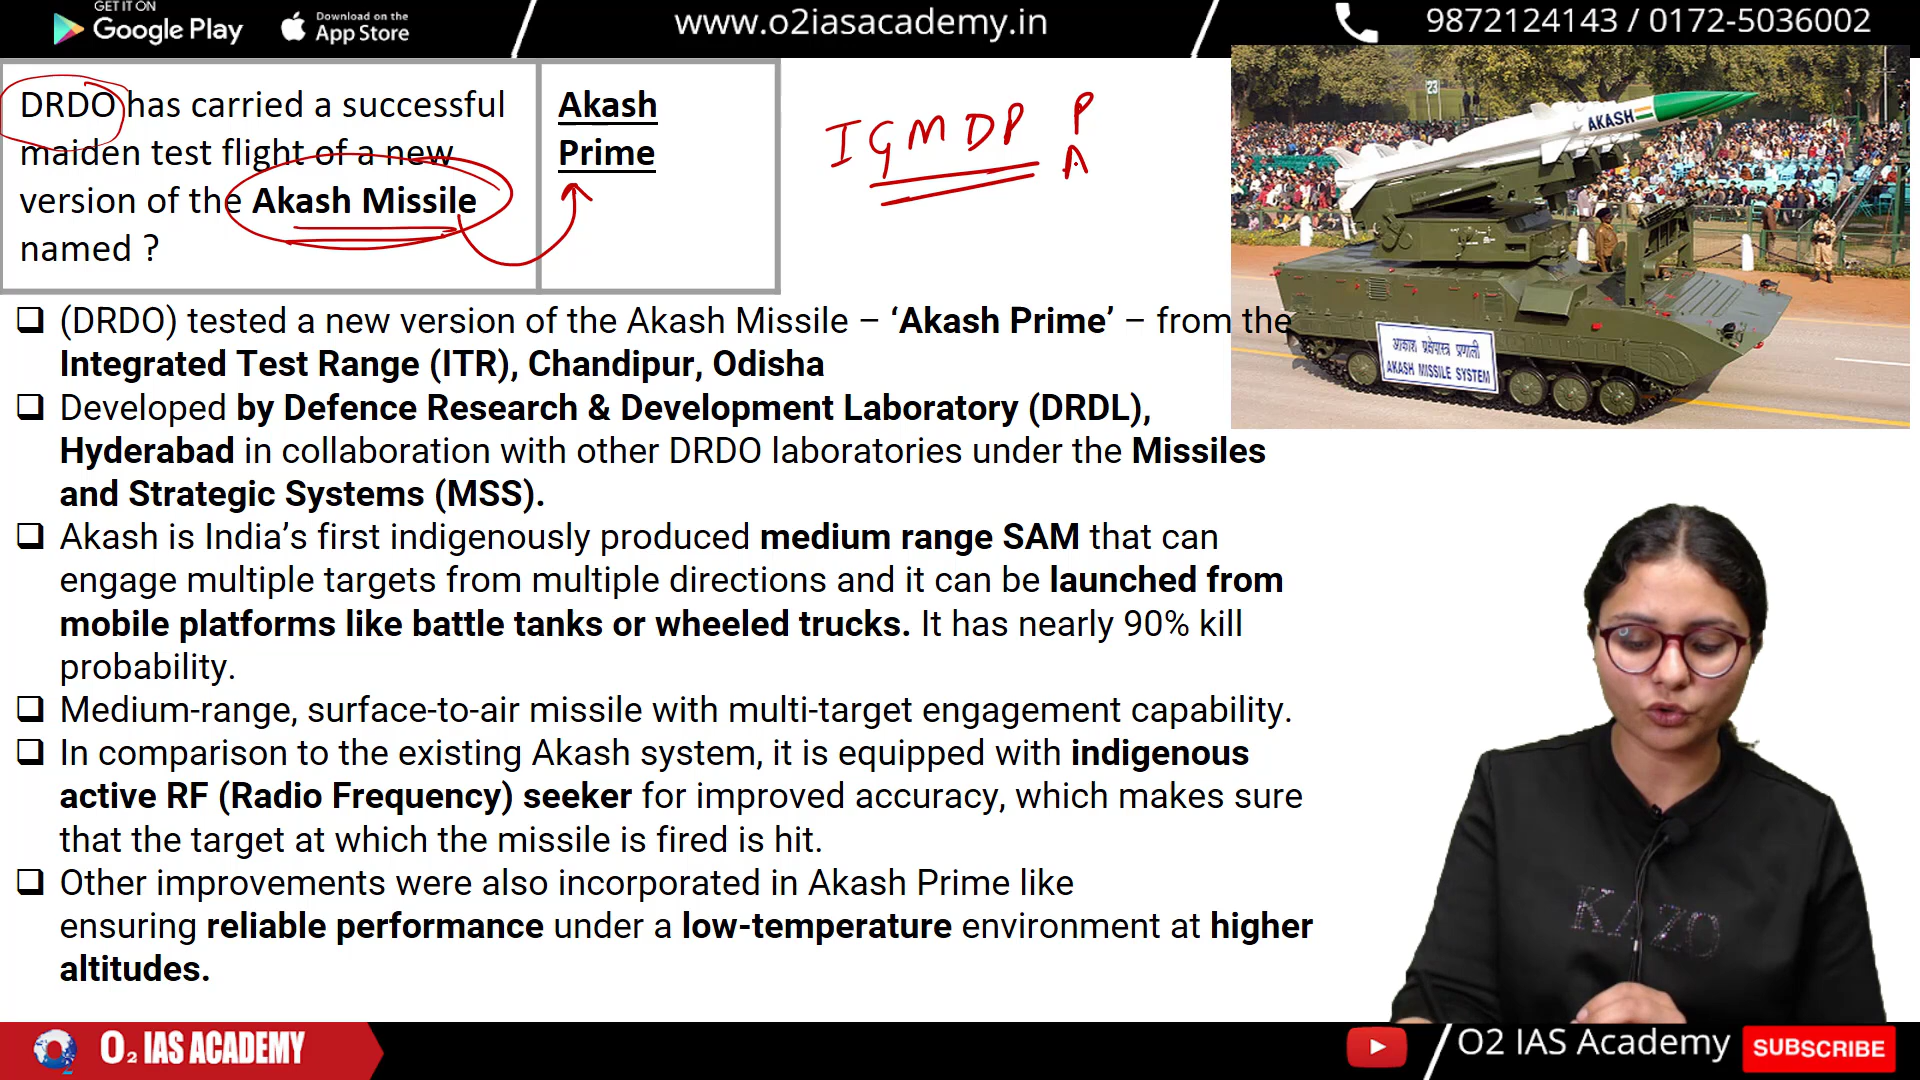 GET IT ON
Google Play
Download on the
App Store
www.o2iasacademy.in
9872124143 / 0172-5036002
DRDO has carried a successful
maiden test flight of a new
version of the Akash Missile
named ?
Akash
Prime
IGMDP
P
A
23
AKASH
आकाश प्रक्षेपास्त्र प्रणाली
AKASH MISSILE SYSTEM
(DRDO) tested a new version of the Akash Missile – ‘Akash Prime’ – from the
Integrated Test Range (ITR), Chandipur, Odisha
Developed by Defence Research & Development Laboratory (DRDL),
Hyderabad in collaboration with other DRDO laboratories under the Missiles
and Strategic Systems (MSS).
Akash is India’s first indigenously produced medium range SAM that can
engage multiple targets from multiple directions and it can be launched from
mobile platforms like battle tanks or wheeled trucks. It has nearly 90% kill
probability.
Medium-range, surface-to-air missile with multi-target engagement capability.
In comparison to the existing Akash system, it is equipped with indigenous
active RF (Radio Frequency) seeker for improved accuracy, which makes sure
that the target at which the missile is fired is hit.
Other improvements were also incorporated in Akash Prime like
ensuring reliable performance under a low-temperature environment at higher
altitudes.
KAZO
O2 IAS ACADEMY
O2 IAS Academy
SUBSCRIBE